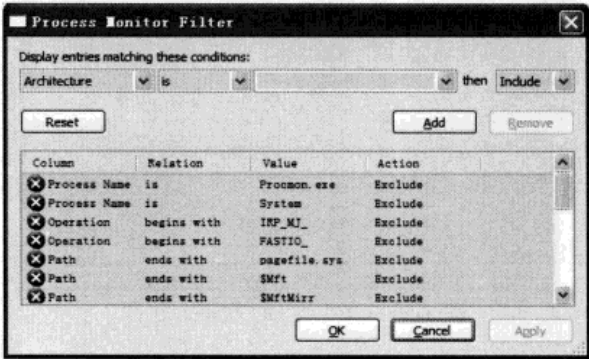 Process Monitor Filter
Display entries matching these conditions:
Architecture is then Include
Reset Add Remove
Column Relation Value Action
Process Name is Procmon.exe Exclude
Process Name is System Exclude
Operation begins with IRP_MJ_ Exclude
Operation begins with FASTIO_ Exclude
Path ends with pagefile.sys Exclude
Path ends with $Mft Exclude
Path ends with $MftMirr Exclude
OK Cancel Apply